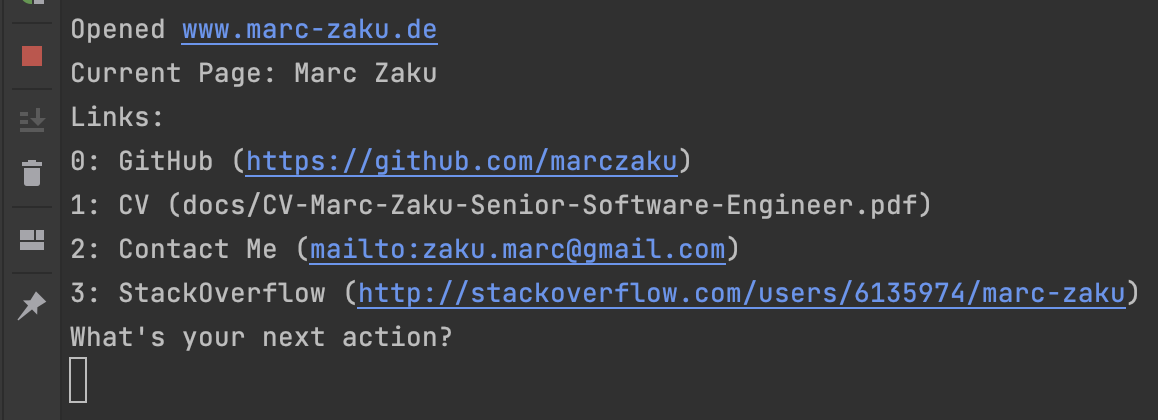 Opened www.marc-zaku.de
Current Page: Marc Zaku
Links:
0: GitHub (https://github.com/marczaku)
1: CV (docs/CV-Marc-Zaku-Senior-Software-Engineer.pdf)
2: Contact Me (mailto:zaku.marc@gmail.com)
3: StackOverflow (http://stackoverflow.com/users/6135974/marc-zaku)
What's your next action?